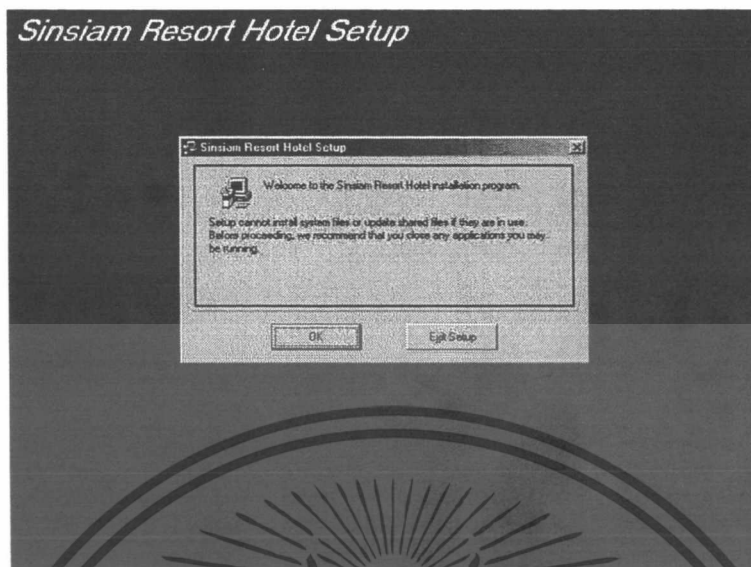 Sinsiam Resort Hotel Setup
Sinsiam Resort Hotel Setup
Welcome to the Sinsiam Resort Hotel installation program.
Setup cannot install system files or update shared files if they are in use.
Before proceeding, we recommend that you close any applications you may
be running.
OK
Exit Setup